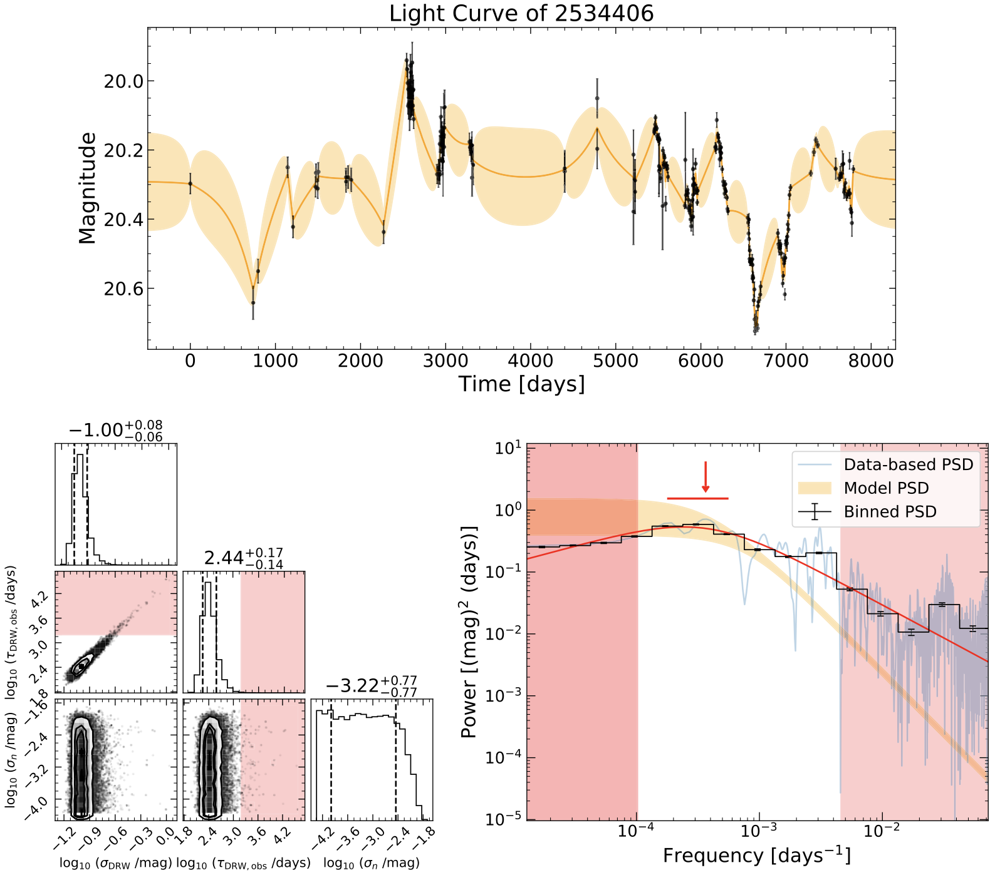 Light Curve of 2534406
Magnitude
20.0
20.2
20.4
20.6
0 1000 2000 3000 4000 5000 6000 7000 8000
Time [days]
−1.00 +0.08 −0.06
2.44 +0.17 −0.14
−3.22 +0.77 −0.77
log₁₀ (τ_DRW, obs /days)
4.2
3.6
3.0
2.4
1.8
log₁₀ (σₙ /mag)
−1.6
−2.4
−3.2
−4.0
−1.2 −0.9 −0.6 −0.3 0.0
1.8 2.4 3.0 3.6 4.2
−4.2 −3.6 −3.0 −2.4 −1.8
log₁₀ (σ_DRW /mag)
log₁₀ (τ_DRW, obs /days)
log₁₀ (σₙ /mag)
Power [(mag)² (days)]
10¹
10⁰
10⁻¹
10⁻²
10⁻³
10⁻⁴
10⁻⁵
Data-based PSD
Model PSD
Binned PSD
10⁻⁴ 10⁻³ 10⁻²
Frequency [days⁻¹]